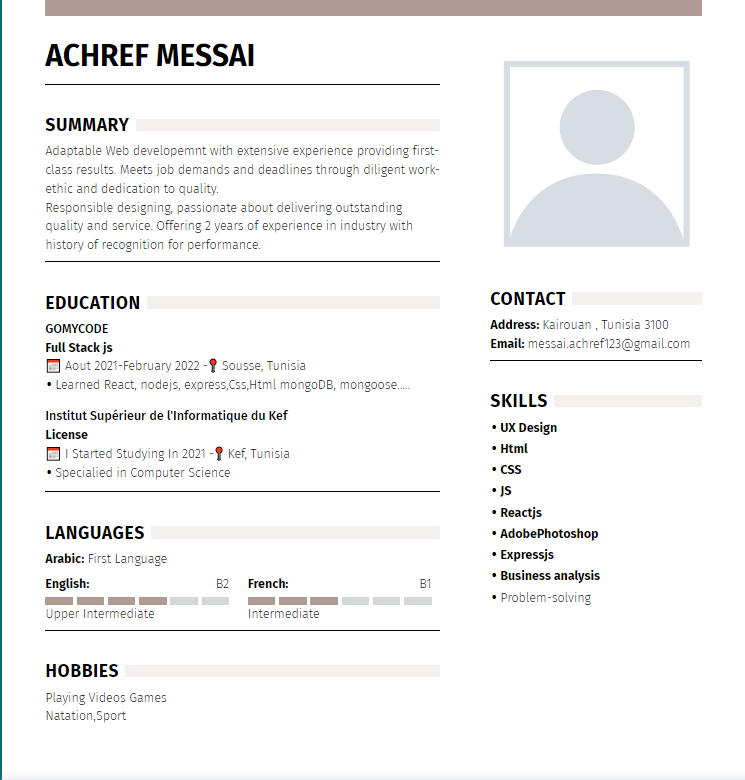 ACHREF MESSAI
SUMMARY
Adaptable Web developemnt with extensive experience providing first-
class results. Meets job demands and deadlines through diligent work-
ethic and dedication to quality.
Responsible designing, passionate about delivering outstanding
quality and service. Offering 2 years of experience in industry with
history of recognition for performance.
EDUCATION
GOMYCODE
Full Stack js
📅 Aout 2021-February 2022 -📍 Sousse, Tunisia
• Learned React, nodejs, express,Css,Html mongoDB, mongoose.....
Institut Supérieur de l'Informatique du Kef
License
📅 I Started Studying In 2021 -📍 Kef, Tunisia
• Specialied in Computer Science
LANGUAGES
Arabic: First Language
English: B2
Upper Intermediate
French: B1
Intermediate
HOBBIES
Playing Videos Games
Natation,Sport
CONTACT
Address: Kairouan , Tunisia 3100
Email: messai.achref123@gmail.com
SKILLS
• UX Design
• Html
• CSS
• JS
• Reactjs
• AdobePhotoshop
• Expressjs
• Business analysis
• Problem-solving